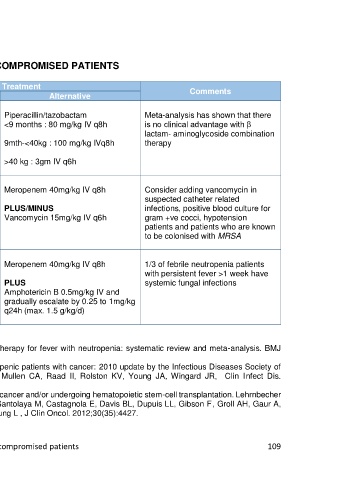 COMPROMISED PATIENTS
Treatment
Alternative
Comments
Piperacillin/tazobactam
<9 months : 80 mg/kg IV q8h
9mth-<40kg : 100 mg/kg IVq8h
>40 kg : 3gm IV q6h
Meta-analysis has shown that there
is no clinical advantage with β
lactam- aminoglycoside combination
therapy
Meropenem 40mg/kg IV q8h
PLUS/MINUS
Vancomycin 15mg/kg IV q6h
Consider adding vancomycin in
suspected catheter related
infections, positive blood culture for
gram +ve cocci, hypotension
patients and patients who are known
to be colonised with MRSA
Meropenem 40mg/kg IV q8h
PLUS
Amphotericin B 0.5mg/kg IV and
gradually escalate by 0.25 to 1mg/kg
q24h (max. 1.5 g/kg/d)
1/3 of febrile neutropenia patients
with persistent fever >1 week have
systemic fungal infections
herapy for fever with neutropenia: systematic review and meta-analysis. BMJ
penic patients with cancer: 2010 update by the Infectious Diseases Society of
Mullen CA, Raad II, Rolston KV, Young JA, Wingard JR, Clin Infect Dis.
cancer and/or undergoing hematopoietic stem-cell transplantation. Lehrnbecher
Santolaya M, Castagnola E, Davis BL, Dupuis LL, Gibson F, Groll AH, Gaur A,
ung L , J Clin Oncol. 2012;30(35):4427.
compromised patients 109